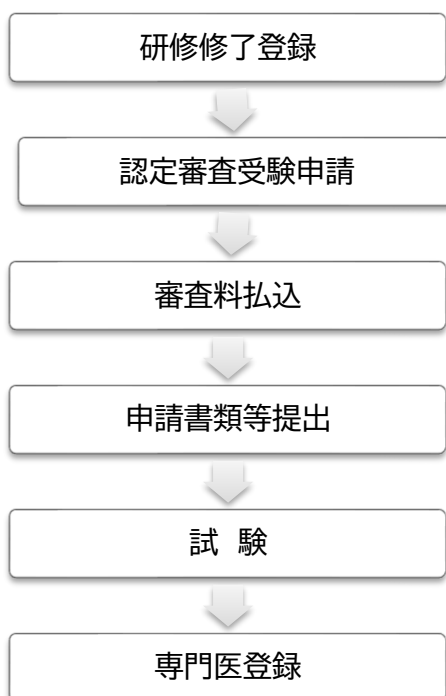 研修修了登録
認定審査受験申請
審査料払込
申請書類等提出
試 験
専門医登録